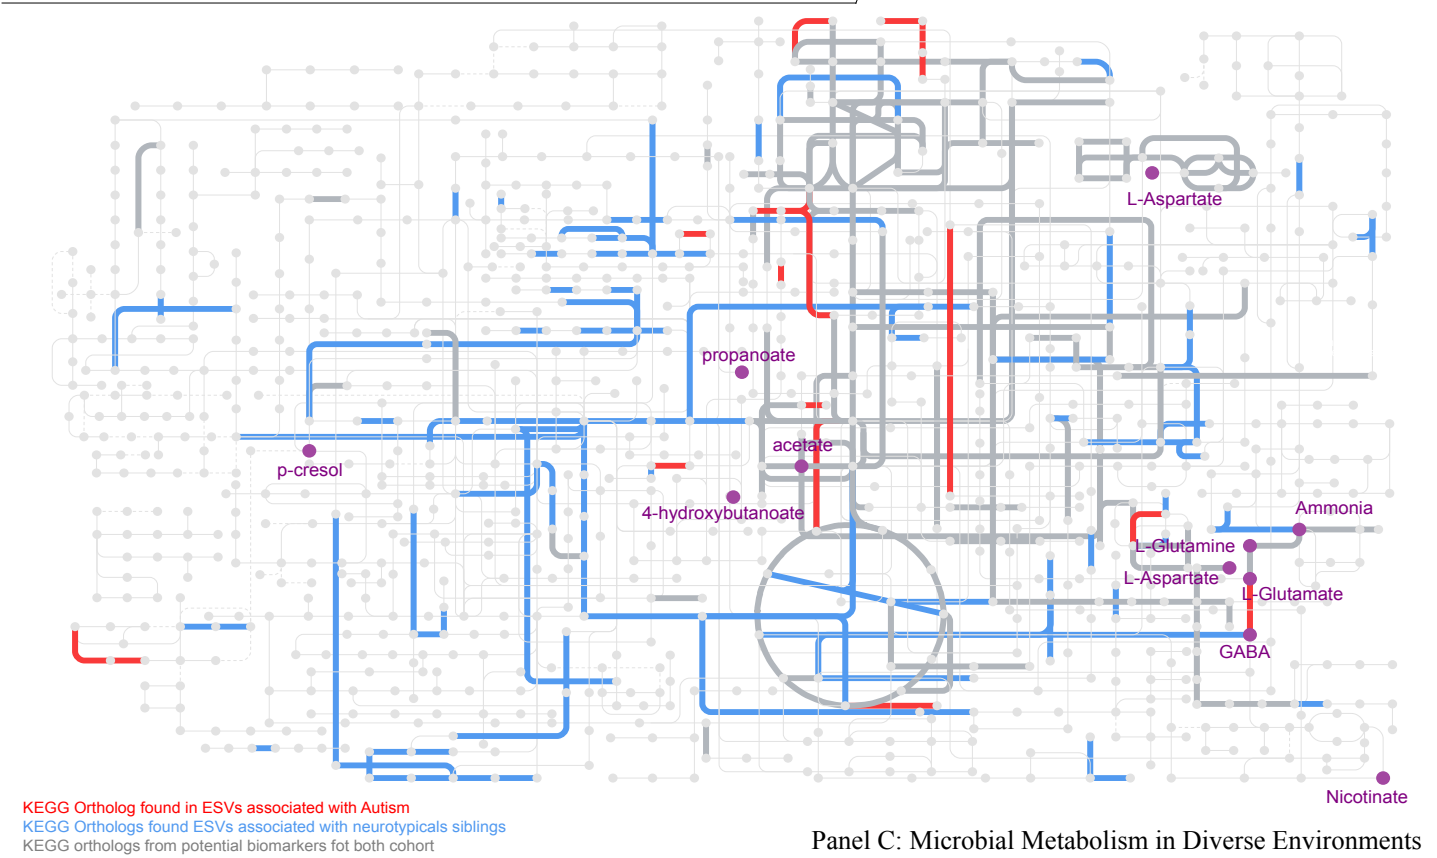 L-Aspartate
propanoate
acetate
p-cresol
4-hydroxybutanoate
Ammonia
L-Glutamine
L-Aspartate
L-Glutamate
GABA
Nicotinate
KEGG Ortholog found in ESVs associated with Autism
KEGG Orthologs found ESVs associated with neurotypicals siblings
KEGG orthologs from potential biomarkers fot both cohort
Panel C: Microbial Metabolism in Diverse Environments